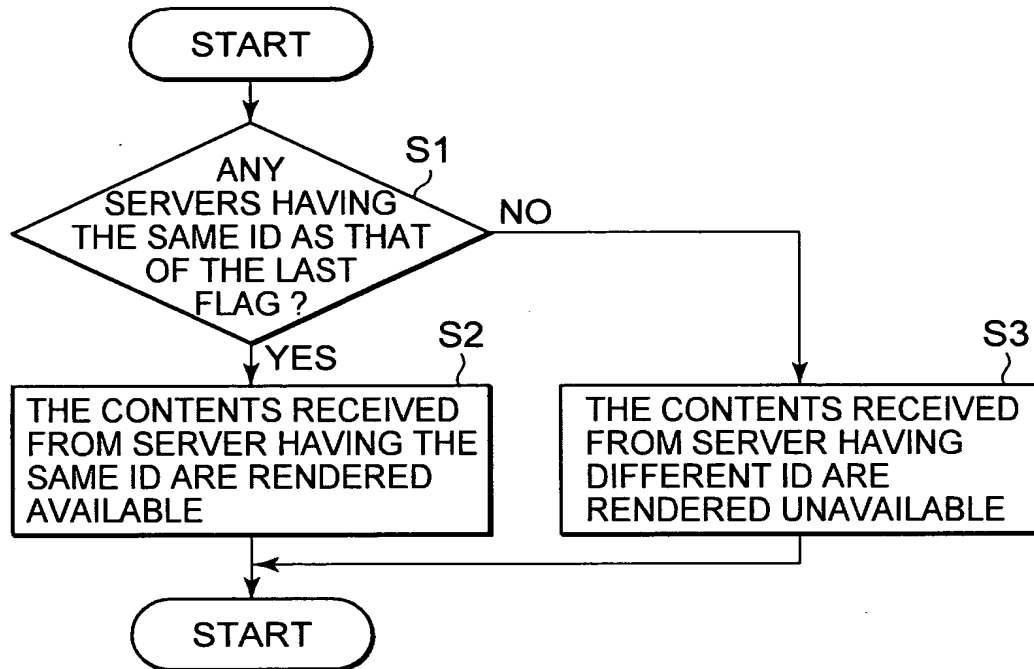 START
S1
ANY
SERVERS HAVING
THE SAME ID AS THAT
OF THE LAST
FLAG ?
NO
YES
S2
THE CONTENTS RECEIVED
FROM SERVER HAVING THE
SAME ID ARE RENDERED
AVAILABLE
S3
THE CONTENTS RECEIVED
FROM SERVER HAVING
DIFFERENT ID ARE
RENDERED UNAVAILABLE
START